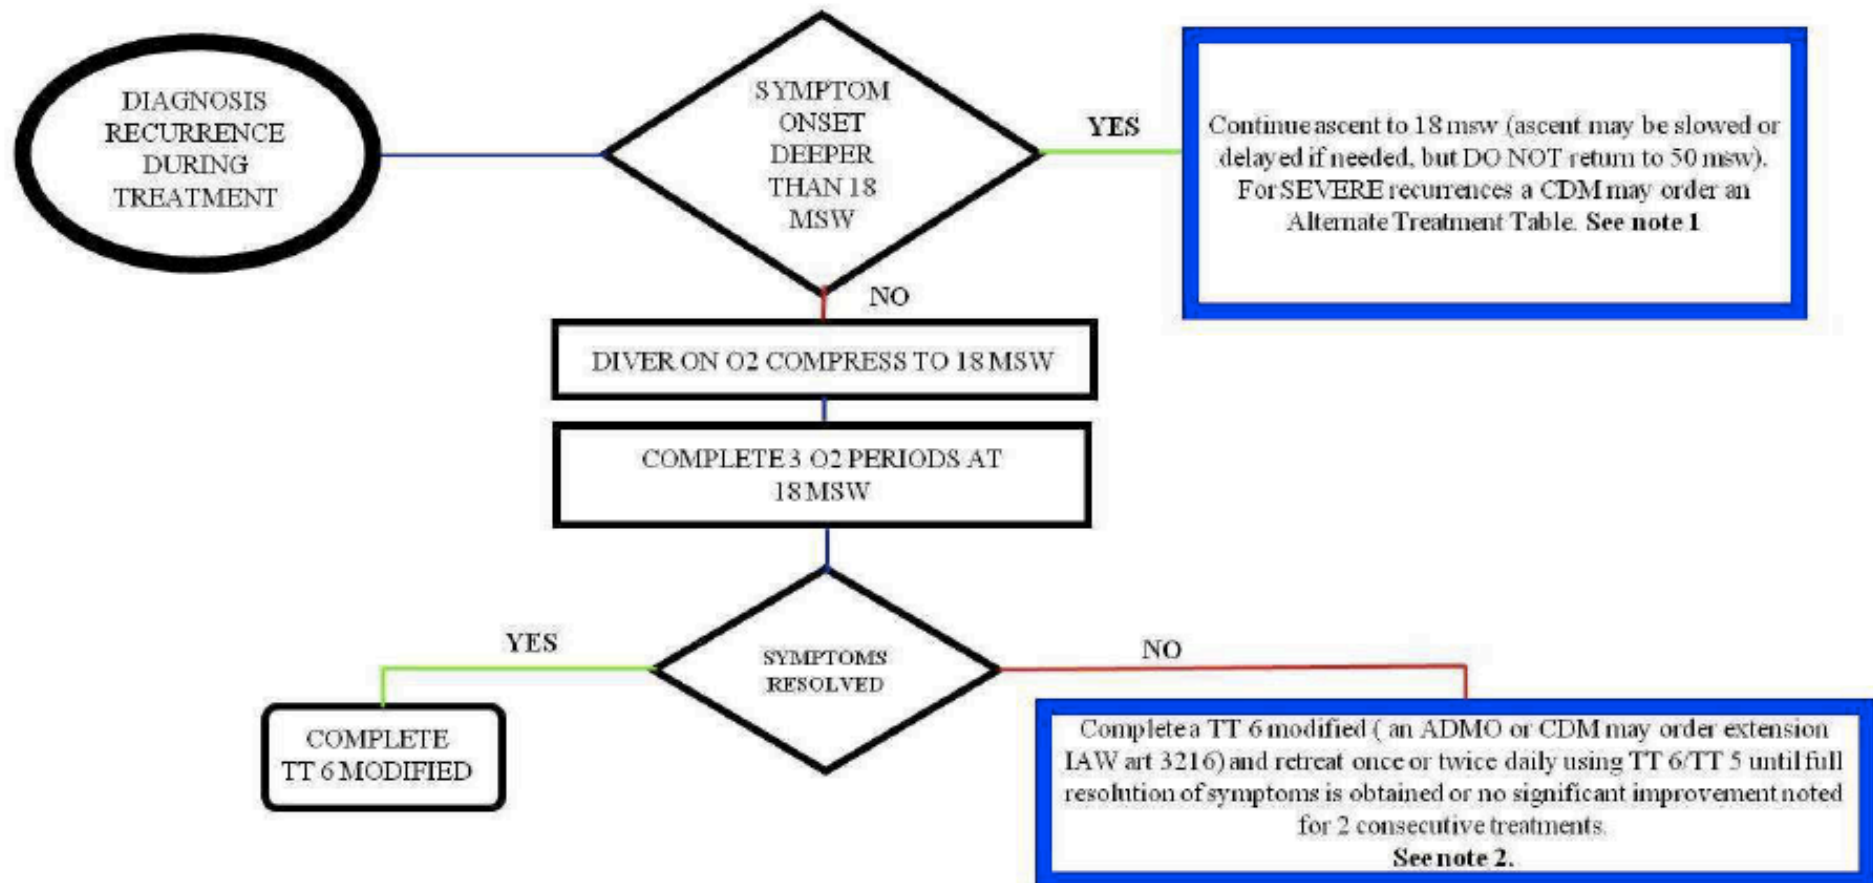 DIAGNOSIS
RECURRENCE
DURING
TREATMENT
SYMPTOM
ONSET
DEEPER
THAN 18
MSW
YES
Continue ascent to 18 msw (ascent may be slowed or
delayed if needed, but DO NOT return to 50 msw).
For SEVERE recurrences a CDM may order an
Alternate Treatment Table. See note 1
NO
DIVER ON O2 COMPRESS TO 18 MSW
COMPLETE 3 O2 PERIODS AT
18 MSW
SYMPTOMS
RESOLVED
YES
COMPLETE
TT 6 MODIFIED
NO
Complete a TT 6 modified ( an ADMO or CDM may order extension
IAW art 3216) and retreat once or twice daily using TT 6/TT 5 until full
resolution of symptoms is obtained or no significant improvement noted
for 2 consecutive treatments.
See note 2.